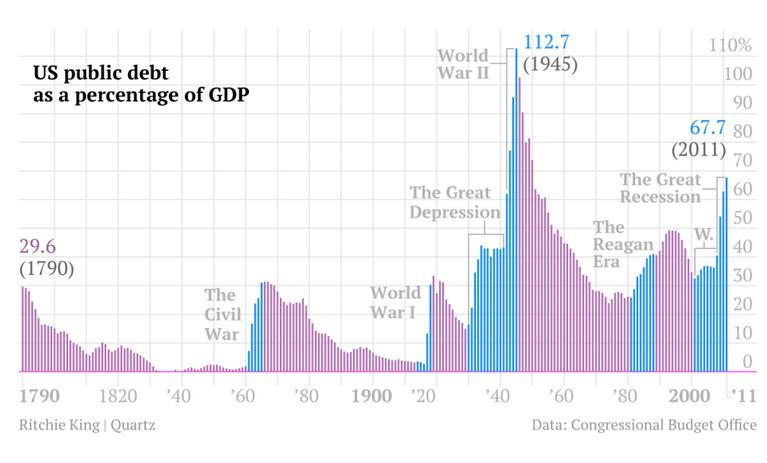 US public debt
as a percentage of GDP
29.6
(1790)
The
Civil
War
World
War I
The Great
Depression
World
War II
112.7
(1945)
The
Reagan
Era
W.
The Great
Recession
67.7
(2011)
110%
100
90
80
70
60
50
40
30
20
10
0
1790 1820 ’40 ’60 ’80 1900 ’20 ’40 ’60 ’80 2000 ’11
Ritchie King | Quartz Data: Congressional Budget Office